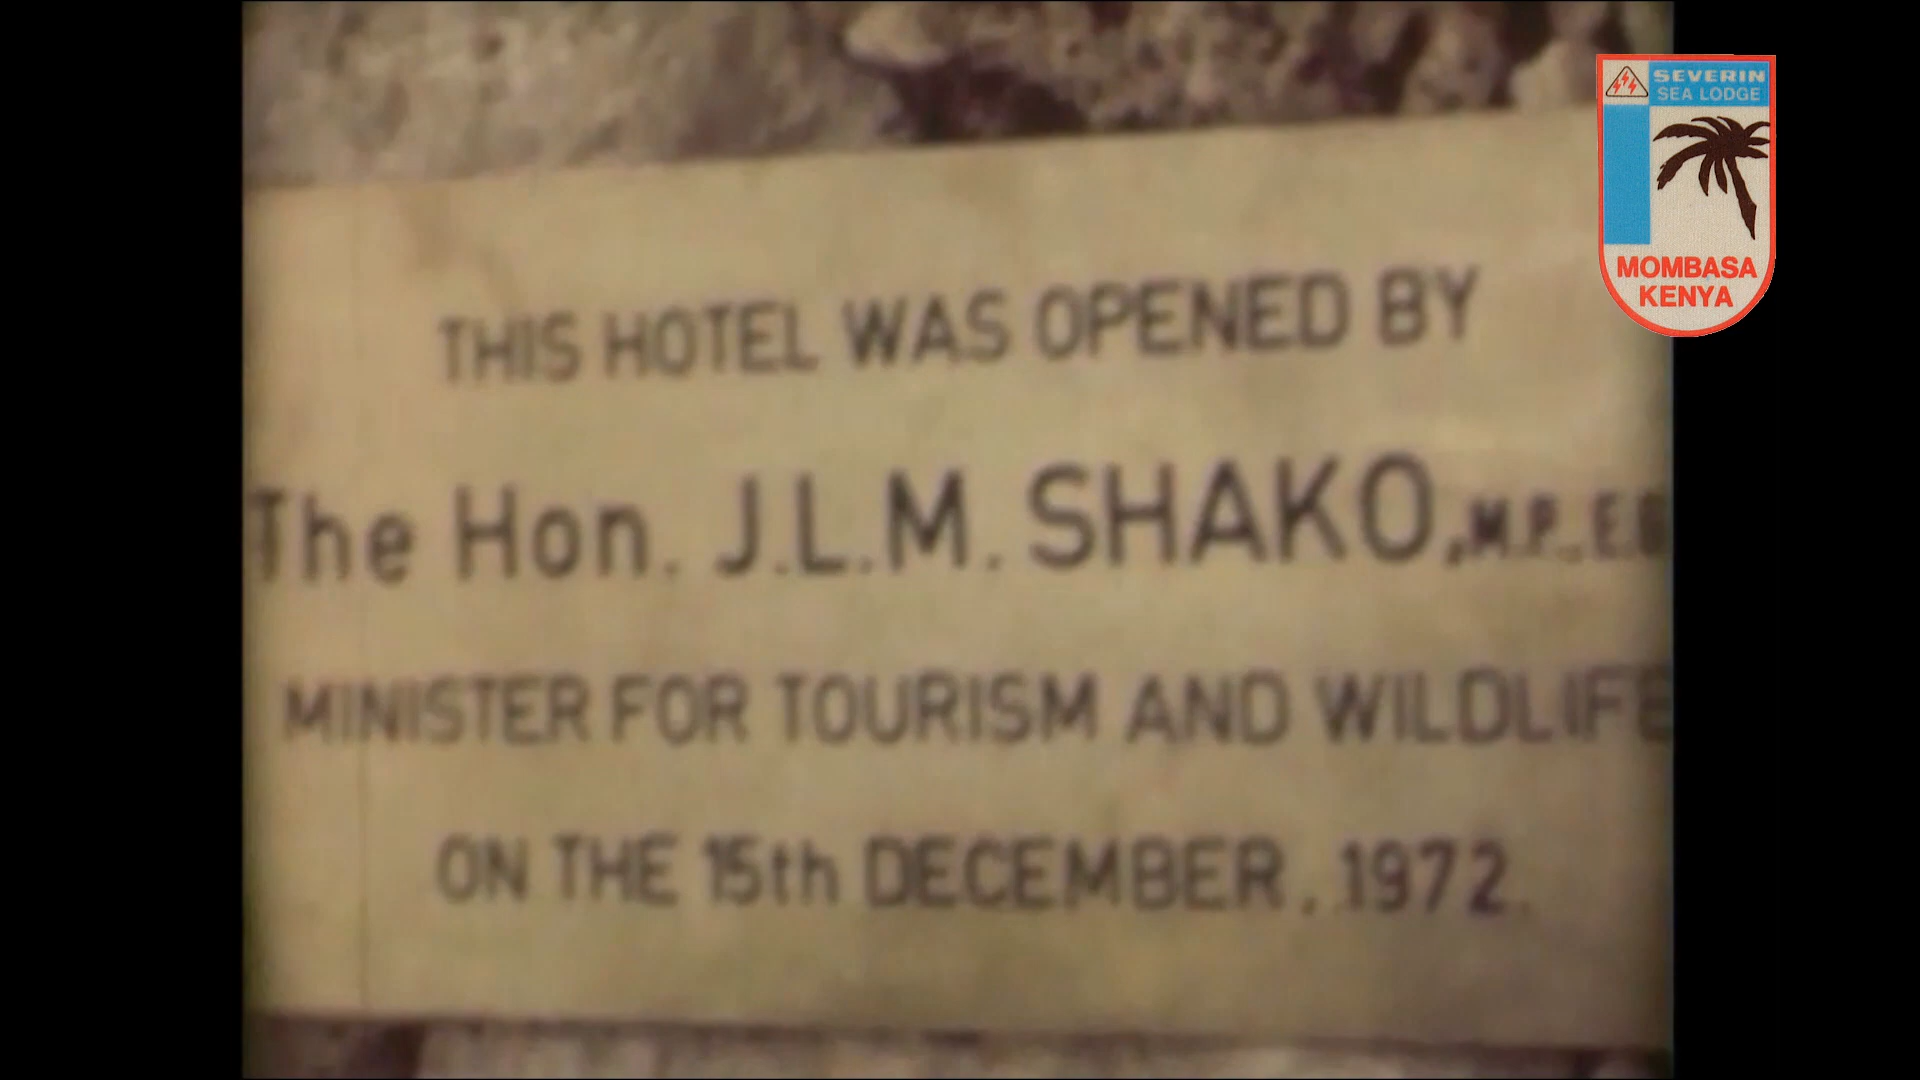 THIS HOTEL WAS OPENED BY
The Hon. J.L.M. SHAKO, M.P.,
MINISTER FOR TOURISM AND WILDLIFE
ON THE 15th DECEMBER, 1972.
SEVERIN
SEA LODGE
MOMBASA
KENYA